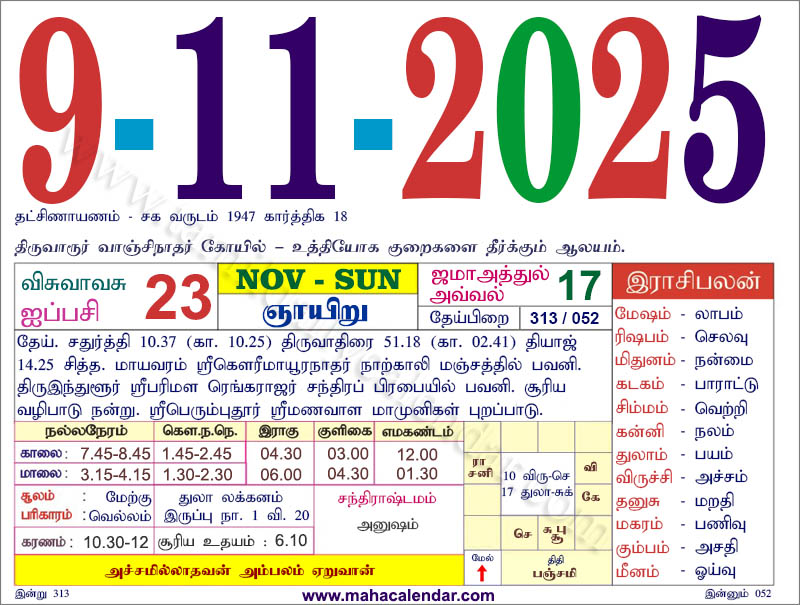 9-11-2025
தட்சிணாயணம் - சக வருடம் 1947 கார்த்திக 18
திருவாரூர் வாஞ்சிநாதர் கோயில் – உத்தியோக குறைகளை தீர்க்கும் ஆலயம்.
விசுவாவசு
ஐப்பசி 23
NOV - SUN
ஞாயிறு
ஜமாஅத்துல்
அவ்வல் 17
தேய்பிறை 313 / 052
தேய். சதுர்த்தி 10.37 (கா. 10.25) திருவாதிரை 51.18 (கா. 02.41) தியாஜ்
14.25 சித்த. மாயவரம் ஸ்ரீகௌரீமாயூரநாதர் நாற்காலி மஞ்சத்தில் பவனி.
திருஇந்துளூர் ஸ்ரீபரிமள ரெங்கராஜர் சந்திரப் பிரபையில் பவனி. சூரிய
வழிபாடு நன்று. ஸ்ரீபெரும்புதூர் ஸ்ரீமணவாள மாமுனிகள் புறப்பாடு.
நல்லநேரம் கௌ.ந.நெ. இராகு குளிகை எமகண்டம்
காலை: 7.45-8.45 1.45-2.45 04.30 03.00 12.00
மாலை: 3.15-4.15 1.30-2.30 06.00 04.30 01.30
சூலம் : மேற்கு
பரிகாரம் : வெல்லம்
துலா லக்கனம்
இருப்பு நா. 1 வி. 20
சந்திராஷ்டமம்
அனுஷம்
கரணம் : 10.30-12 சூரிய உதயம் : 6.10
அச்சமில்லாதவன் அம்பலம் ஏறுவான்
ரா
சனி
10 விரு-செ
17 துலா-சுக்
வி
கே
செ
சூ பு
சு
மேல்
திதி
பஞ்சமி
இராசிபலன்
மேஷம் - லாபம்
ரிஷபம் - செலவு
மிதுனம் - நன்மை
கடகம் - பாராட்டு
சிம்மம் - வெற்றி
கன்னி - நலம்
துலாம் - பயம்
விருச்சி - அச்சம்
தனுசு - மறதி
மகரம் - பணிவு
கும்பம் - அசதி
மீனம் - ஓய்வு
இன்று 313
www.mahacalendar.com
இன்னும் 052